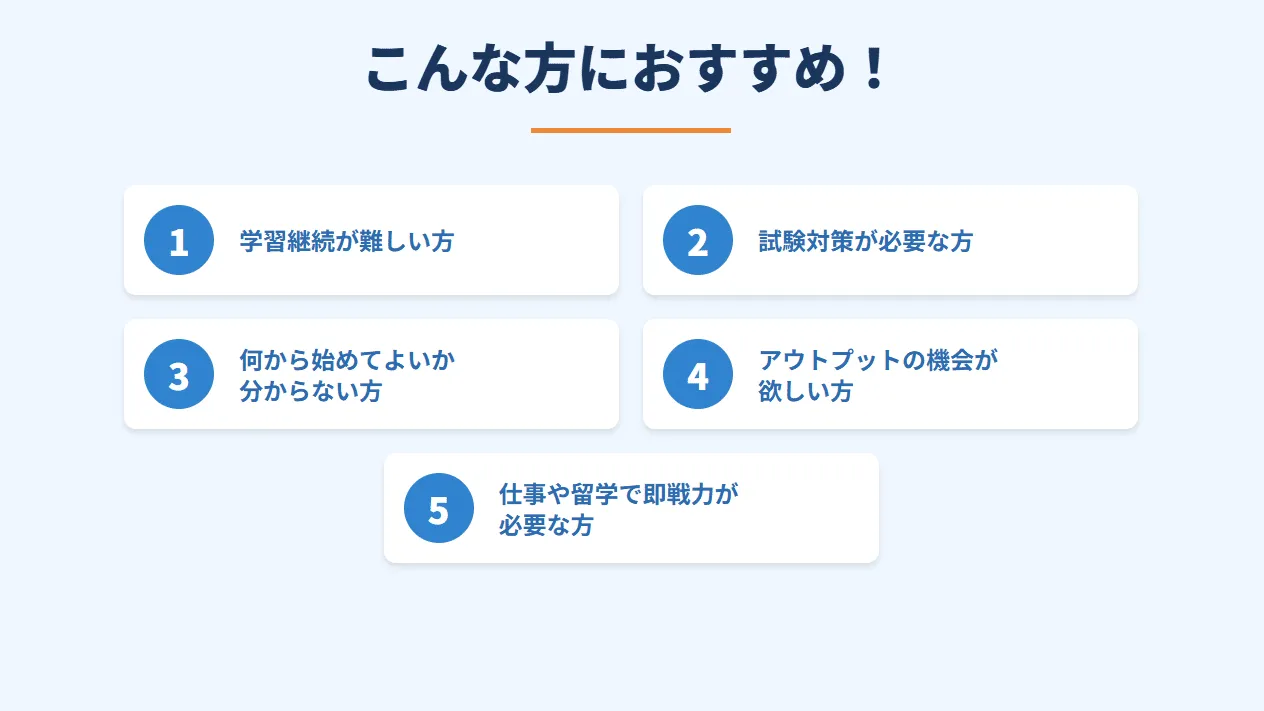 こんな方におすすめ！
1
学習継続が難しい方
2
試験対策が必要な方
3
何から始めてよいか
分からない方
4
アウトプットの機会が
欲しい方
5
仕事や留学で即戦力が
必要な方